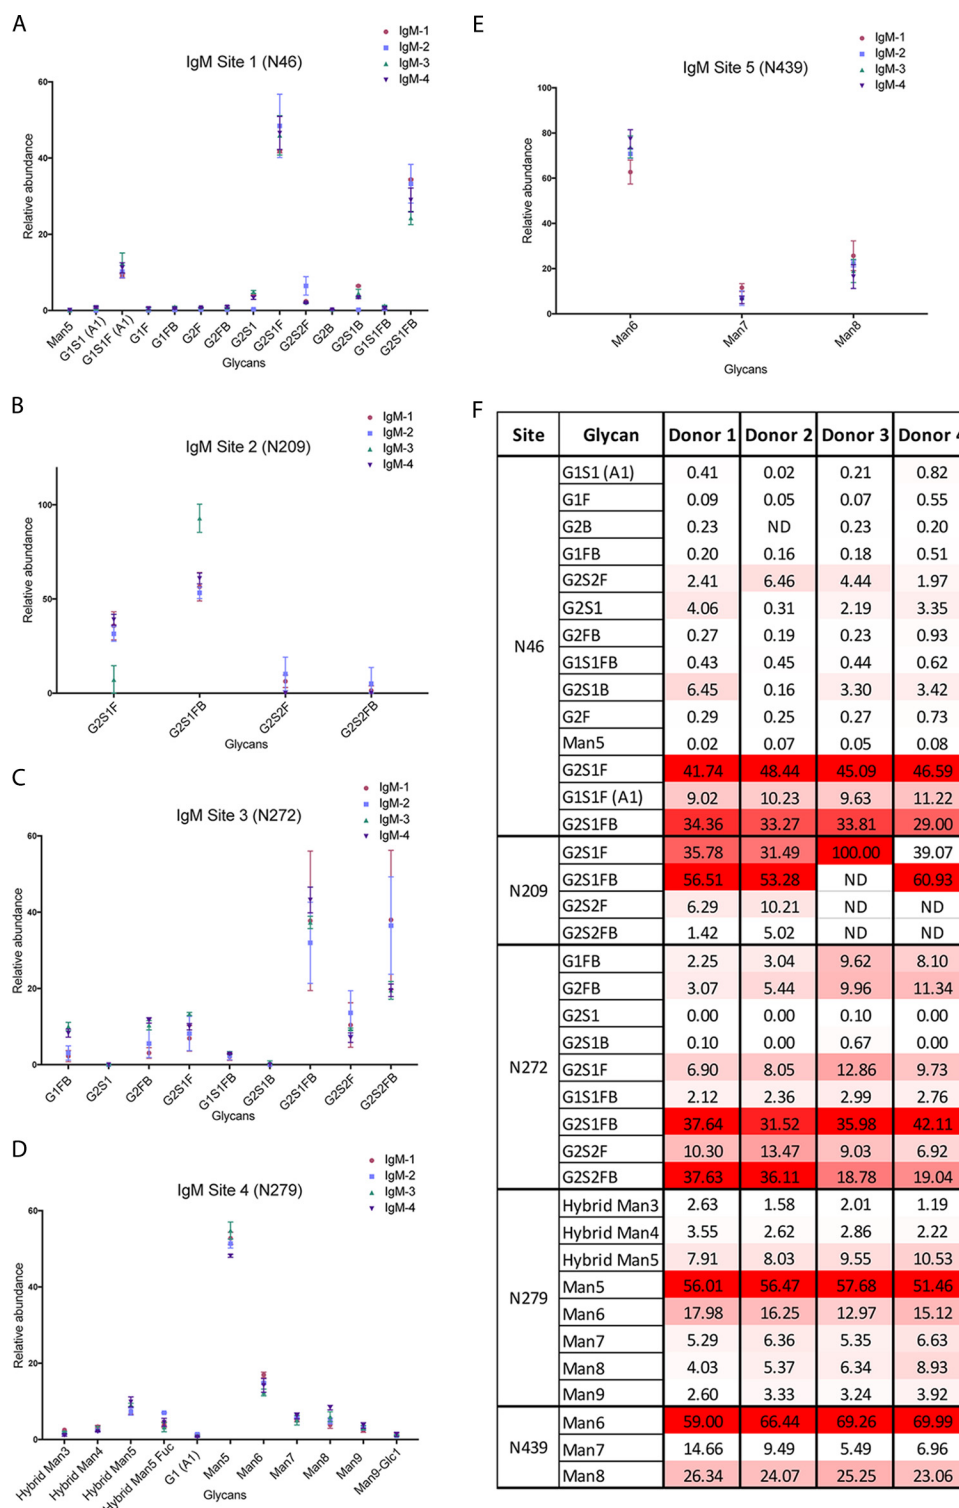 A
IgM Site 1 (N46)
IgM-1
IgM-2
IgM-3
IgM-4
Relative abundance
60
40
20
0
Man5
G1S1 (A1)
G1S1F (A1)
G1F
G1FB
G2F
G2FB
G2S1
G2S1F
G2S2F
G2B
G2S1B
G1S1FB
G2S1FB
Glycans
B
IgM Site 2 (N209)
IgM-1
IgM-2
IgM-3
IgM-4
Relative abundance
100
50
0
G2S1F
G2S1FB
G2S2F
G2S2FB
Glycans
C
IgM Site 3 (N272)
IgM-1
IgM-2
IgM-3
IgM-4
Relative abundance
60
40
20
0
G1FB
G2S1
G2FB
G2S1F
G1S1FB
G2S1B
G2S1FB
G2S2F
G2S2FB
Glycans
D
IgM Site 4 (N279)
IgM-1
IgM-2
IgM-3
IgM-4
Relative abundance
60
40
20
0
Hybrid Man3
Hybrid Man4
Hybrid Man5
Hybrid Man5 Fuc
G1 (A1)
Man5
Man6
Man7
Man8
Man9
Man9-Glc1
Glycans
E
IgM Site 5 (N439)
IgM-1
IgM-2
IgM-3
IgM-4
Relative abundance
100
80
60
40
20
0
Man6
Man7
Man8
Glycans
F
Site Glycan Donor 1 Donor 2 Donor 3 Donor 4
N46
G1S1 (A1) 0.41 0.02 0.21 0.82
G1F 0.09 0.05 0.07 0.55
G2B 0.23 ND 0.23 0.20
G1FB 0.20 0.16 0.18 0.51
G2S2F 2.41 6.46 4.44 1.97
G2S1 4.06 0.31 2.19 3.35
G2FB 0.27 0.19 0.23 0.93
G1S1FB 0.43 0.45 0.44 0.62
G2S1B 6.45 0.16 3.30 3.42
G2F 0.29 0.25 0.27 0.73
Man5 0.02 0.07 0.05 0.08
G2S1F 41.74 48.44 45.09 46.59
G1S1F (A1) 9.02 10.23 9.63 11.22
G2S1FB 34.36 33.27 33.81 29.00
N209
G2S1F 35.78 31.49 100.00 39.07
G2S1FB 56.51 53.28 ND 60.93
G2S2F 6.29 10.21 ND ND
G2S2FB 1.42 5.02 ND ND
N272
G1FB 2.25 3.04 9.62 8.10
G2FB 3.07 5.44 9.96 11.34
G2S1 0.00 0.00 0.10 0.00
G2S1B 0.10 0.00 0.67 0.00
G2S1F 6.90 8.05 12.86 9.73
G1S1FB 2.12 2.36 2.99 2.76
G2S1FB 37.64 31.52 35.98 42.11
G2S2F 10.30 13.47 9.03 6.92
G2S2FB 37.63 36.11 18.78 19.04
N279
Hybrid Man3 2.63 1.58 2.01 1.19
Hybrid Man4 3.55 2.62 2.86 2.22
Hybrid Man5 7.91 8.03 9.55 10.53
Man5 56.01 56.47 57.68 51.46
Man6 17.98 16.25 12.97 15.12
Man7 5.29 6.36 5.35 6.63
Man8 4.03 5.37 6.34 8.93
Man9 2.60 3.33 3.24 3.92
N439
Man6 59.00 66.44 69.26 69.99
Man7 14.66 9.49 5.49 6.96
Man8 26.34 24.07 25.25 23.06